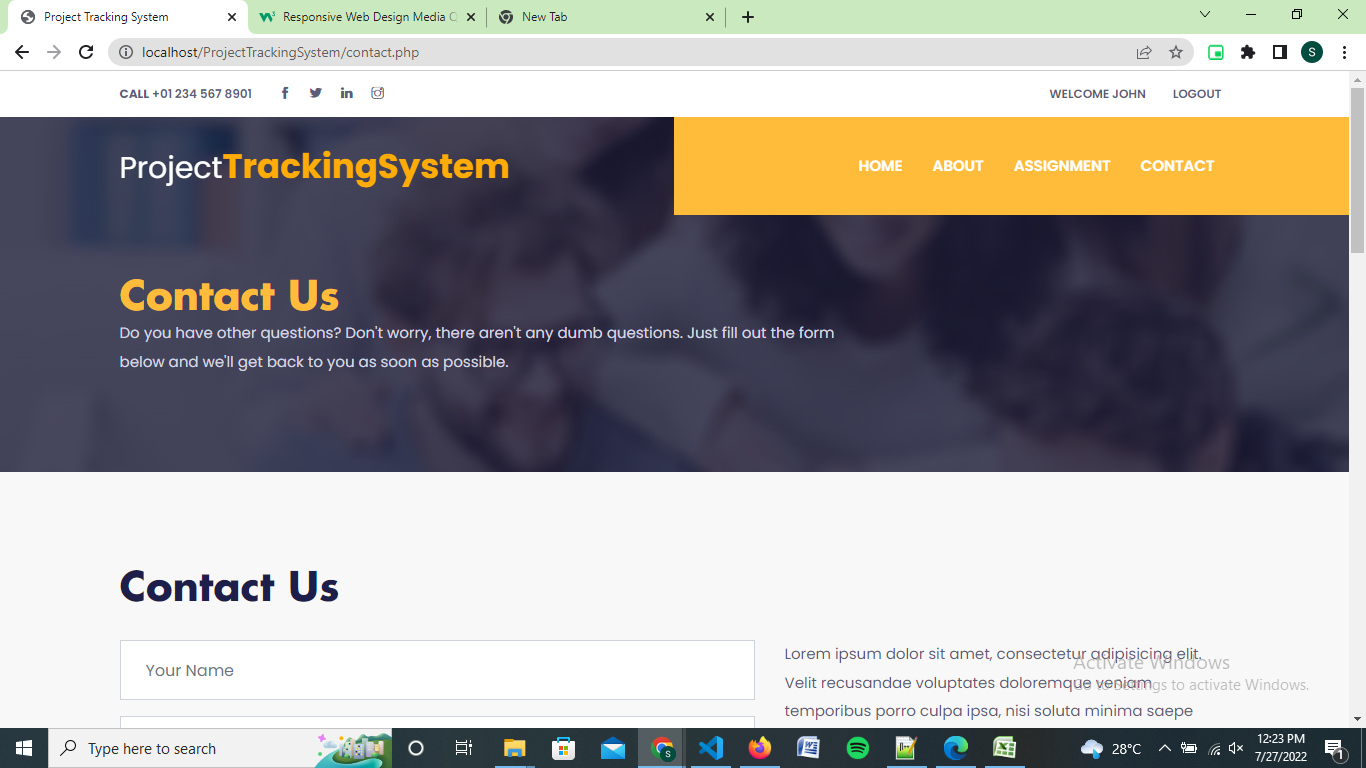 Project Tracking System
Responsive Web Design Media Q
New Tab
localhost/ProjectTrackingSystem/contact.php
S
CALL +01 234 567 8901
WELCOME JOHN
LOGOUT
ProjectTrackingSystem
HOME
ABOUT
ASSIGNMENT
CONTACT
Contact Us
Do you have other questions? Don't worry, there aren't any dumb questions. Just fill out the form
below and we'll get back to you as soon as possible.
Contact Us
Your Name
Lorem ipsum dolor sit amet, consectetur adipisicing elit.
Velit recusandae voluptates doloremque veniam
temporibus porro culpa ipsa, nisi soluta minima saepe
Activate Windows
Go to Settings to activate Windows.
Type here to search
28°C
12:23 PM
7/27/2022
1